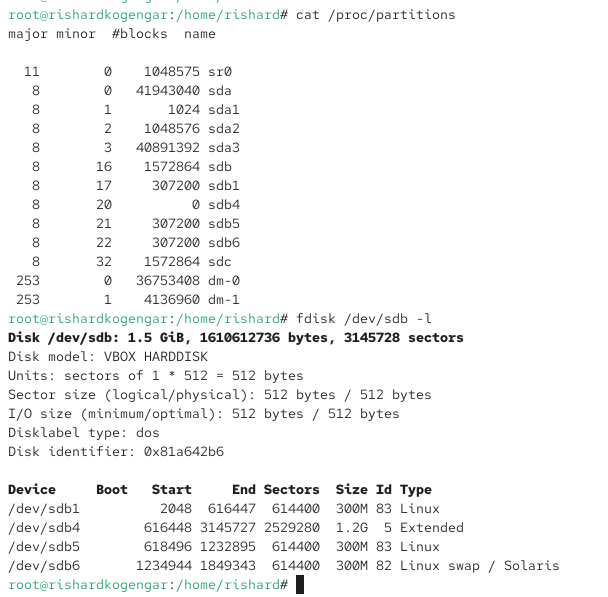 root@rishardkogengar:/home/rishard# cat /proc/partitions
major minor  #blocks  name

  11        0    1048575 sr0
   8        0   41943040 sda
   8        1       1024 sda1
   8        2    1048576 sda2
   8        3   40891392 sda3
   8       16    1572864 sdb
   8       17     307200 sdb1
   8       20          0 sdb4
   8       21     307200 sdb5
   8       22     307200 sdb6
   8       32    1572864 sdc
 253        0   36753408 dm-0
 253        1    4136960 dm-1
root@rishardkogengar:/home/rishard# fdisk /dev/sdb -l
Disk /dev/sdb: 1.5 GiB, 1610612736 bytes, 3145728 sectors
Disk model: VBOX HARDDISK
Units: sectors of 1 * 512 = 512 bytes
Sector size (logical/physical): 512 bytes / 512 bytes
I/O size (minimum/optimal): 512 bytes / 512 bytes
Disklabel type: dos
Disk identifier: 0x81a642b6

Device     Boot   Start     End Sectors  Size Id Type
/dev/sdb1          2048  616447  614400  300M 83 Linux
/dev/sdb4        616448 3145727 2529280  1.2G  5 Extended
/dev/sdb5        618496 1232895  614400  300M 83 Linux
/dev/sdb6       1234944 1849343  614400  300M 82 Linux swap / Solaris
root@rishardkogengar:/home/rishard#